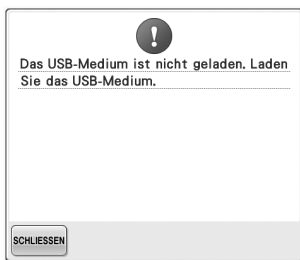 Das USB-Medium ist nicht geladen. Laden
Sie das USB-Medium.
SCHLIESSEN